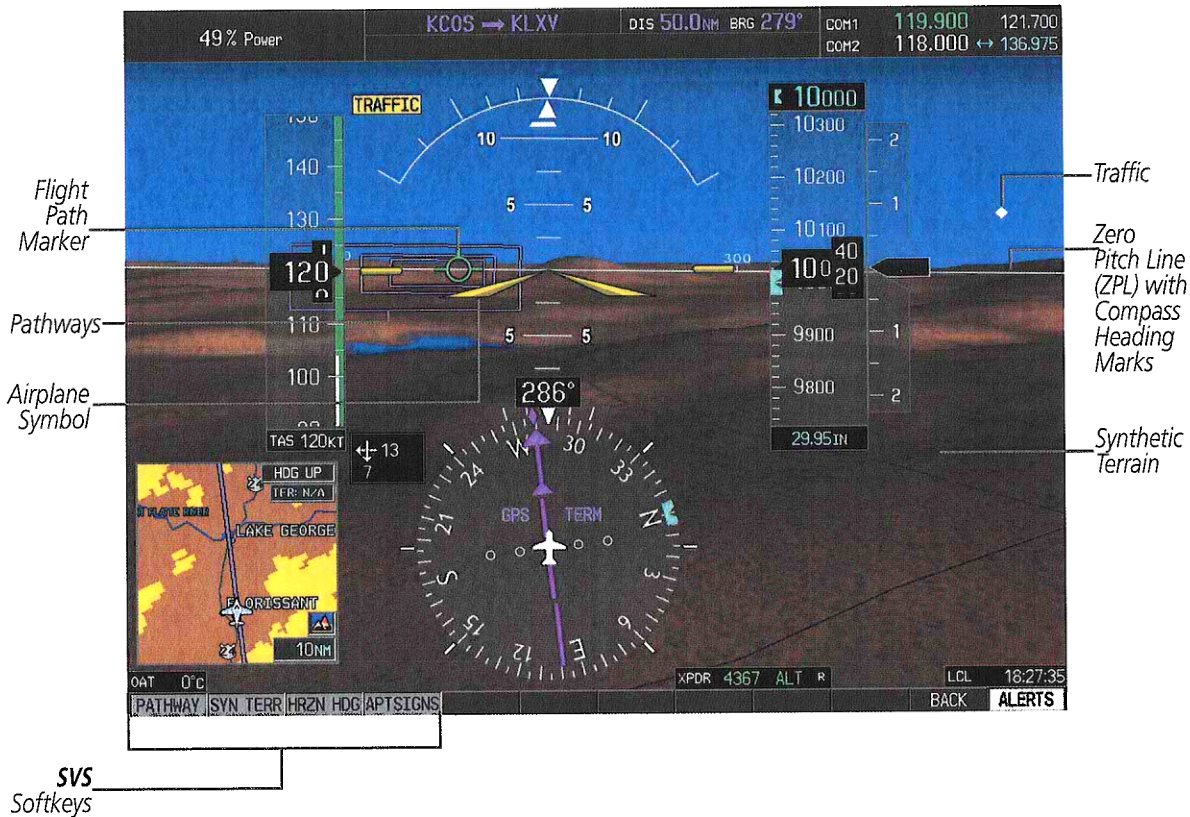 49% Power
KCOS → KLXV
DIS 50.0NM BRG 279°
COM1 119.900 121.700
COM2 118.000 ↔ 136.975
TRAFFIC
10000
10300
140
10 10
2
10200
Traffic
Flight
Path
Marker
130
5 5
1
10100
Zero
Pitch Line
(ZPL) with
Compass
Heading
Marks
300
120
100
40
20
Pathways
110
5 5
9900
1
Airplane
Symbol
100
286°
9800
2
TAS 120KT
13
7
29.95IN
Synthetic
Terrain
HDG UP
TER: N/A
LAKE GEORGE
24 W 30 33
21 GPS TERM N
S 3
15 12 E 6
10NM
OAT 0°C
XPDR 4367 ALT R
LCL 18:27:35
PATHWAY SYN TERR HRZN HDG APTSIGNS
BACK ALERTS
SVS
Softkeys